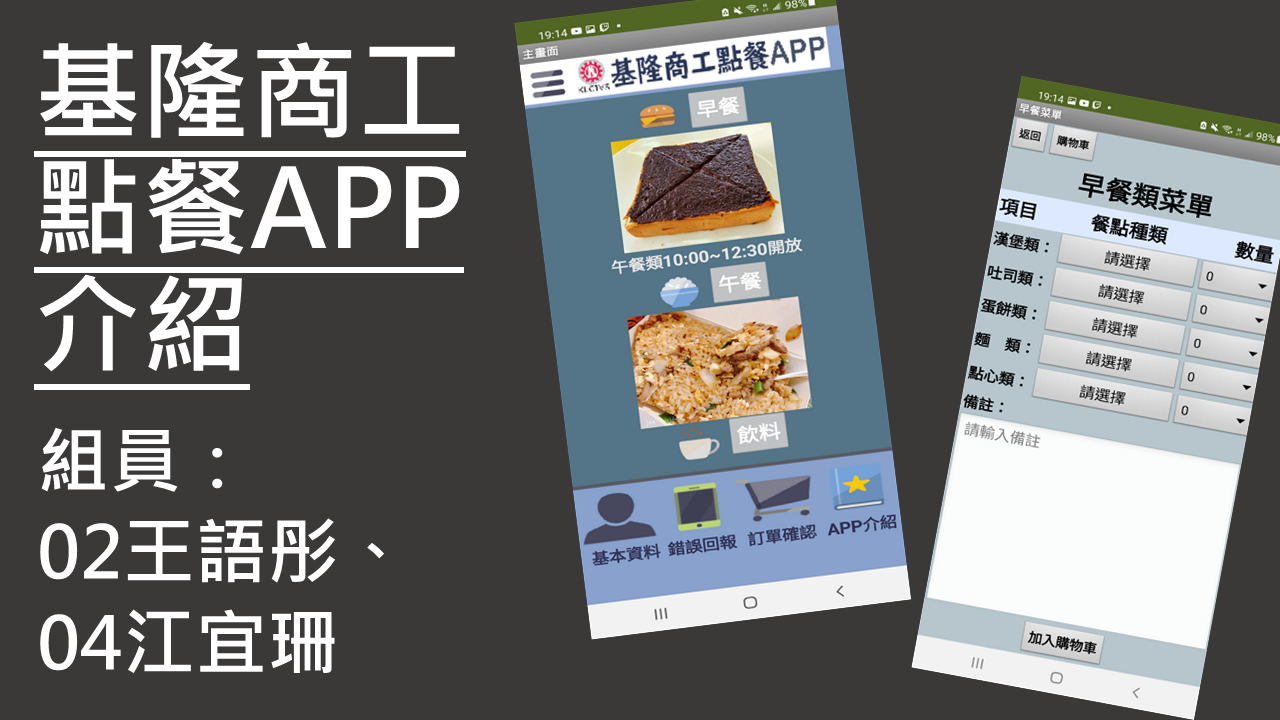 基隆商工
點餐APP
介紹
組員：
02王語彤、
04江宜珊
19:14
98%
主畫面
KLCIVS
基隆商工點餐APP
早餐
午餐類10:00~12:30開放
午餐
飲料
基本資料 錯誤回報 訂單確認 APP介紹
19:14
98%
早餐菜單
返回 購物車
早餐類菜單
項目 餐點種類 數量
漢堡類： 請選擇 0
吐司類： 請選擇 0
蛋餅類： 請選擇 0
麵　類： 請選擇 0
點心類： 請選擇 0
備註：
請輸入備註
加入購物車